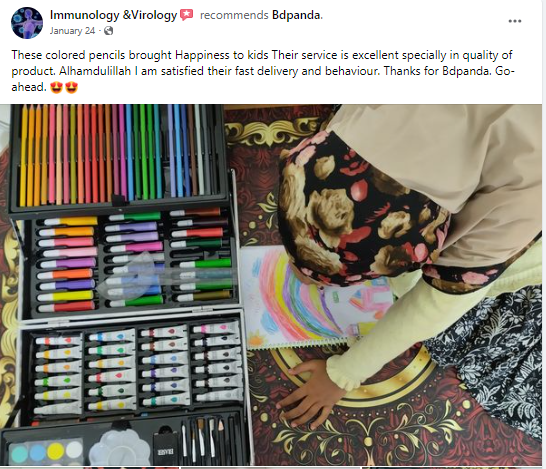 Immunology &Virology recommends Bdpanda.
January 24 ·
These colored pencils brought Happiness to kids Their service is excellent specially in quality of
product. Alhamdulillah I am satisfied their fast delivery and behaviour. Thanks for Bdpanda. Go-
ahead. 😍😍